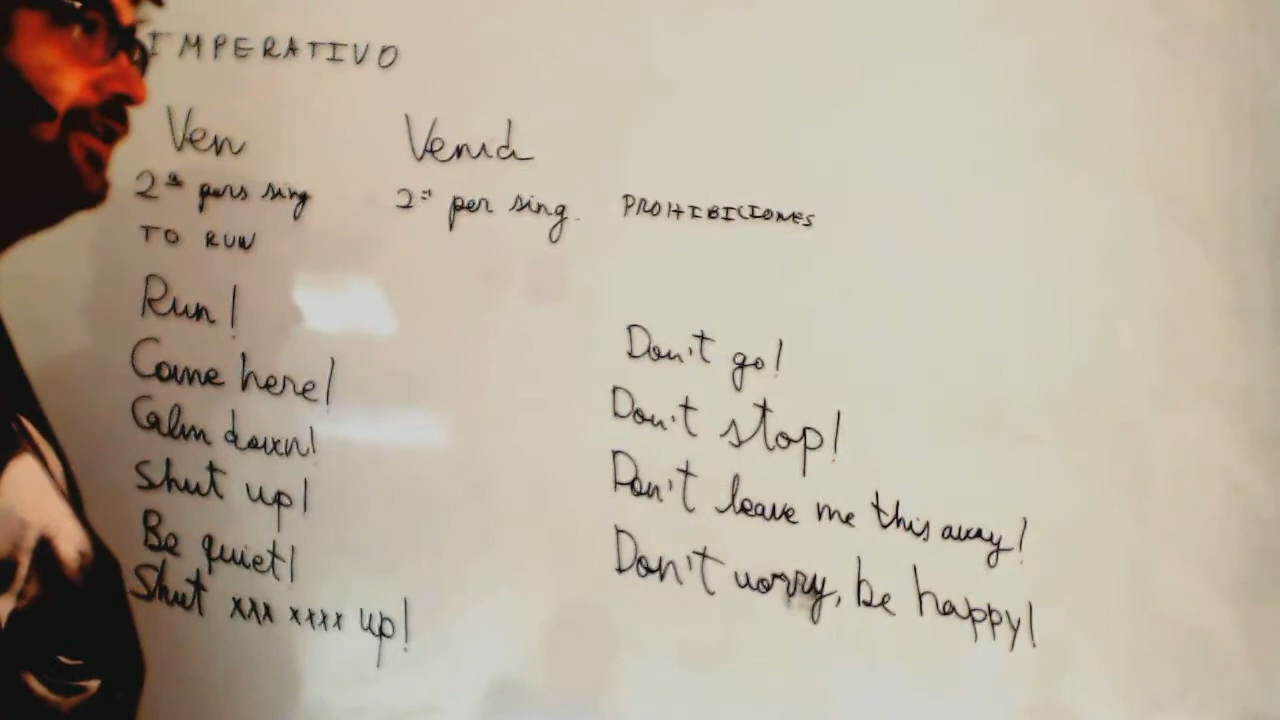 IMPERATIVO
Ven Venid
2ª pers sing 2ª per sing. PROHIBICIONES
TO RUN
Run!
Come here! Don't go!
Calm down! Don't stop!
Shut up! Don't leave me this away!
Be quiet! Don't worry, be happy!
Shut xxx xxxx up!